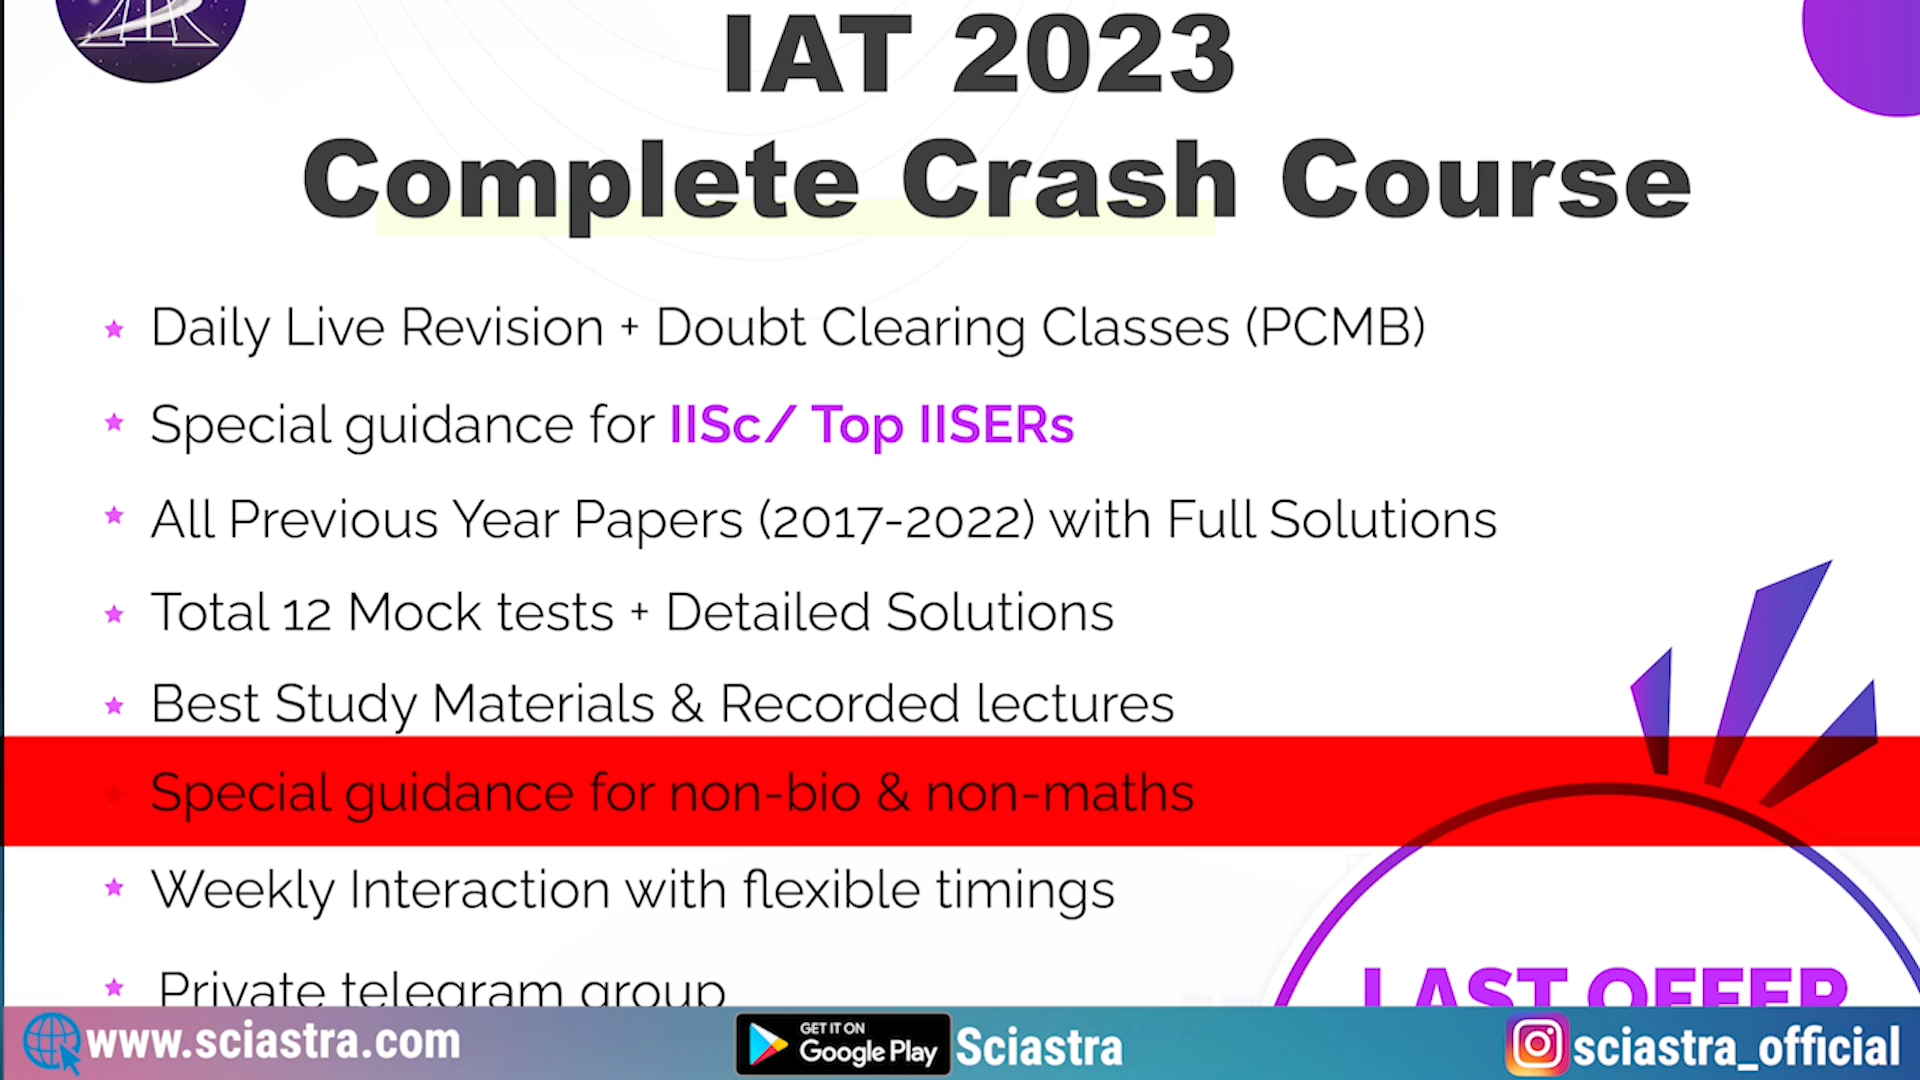 IAT 2023
Complete Crash Course
Daily Live Revision + Doubt Clearing Classes (PCMB)
Special guidance for IISc/ Top IISERs
All Previous Year Papers (2017-2022) with Full Solutions
Total 12 Mock tests + Detailed Solutions
Best Study Materials & Recorded lectures
Special guidance for non-bio & non-maths
Weekly Interaction with flexible timings
Private telegram group
LAST OFFER
www.sciastra.com
GET IT ON
Google Play
Sciastra
sciastra_official